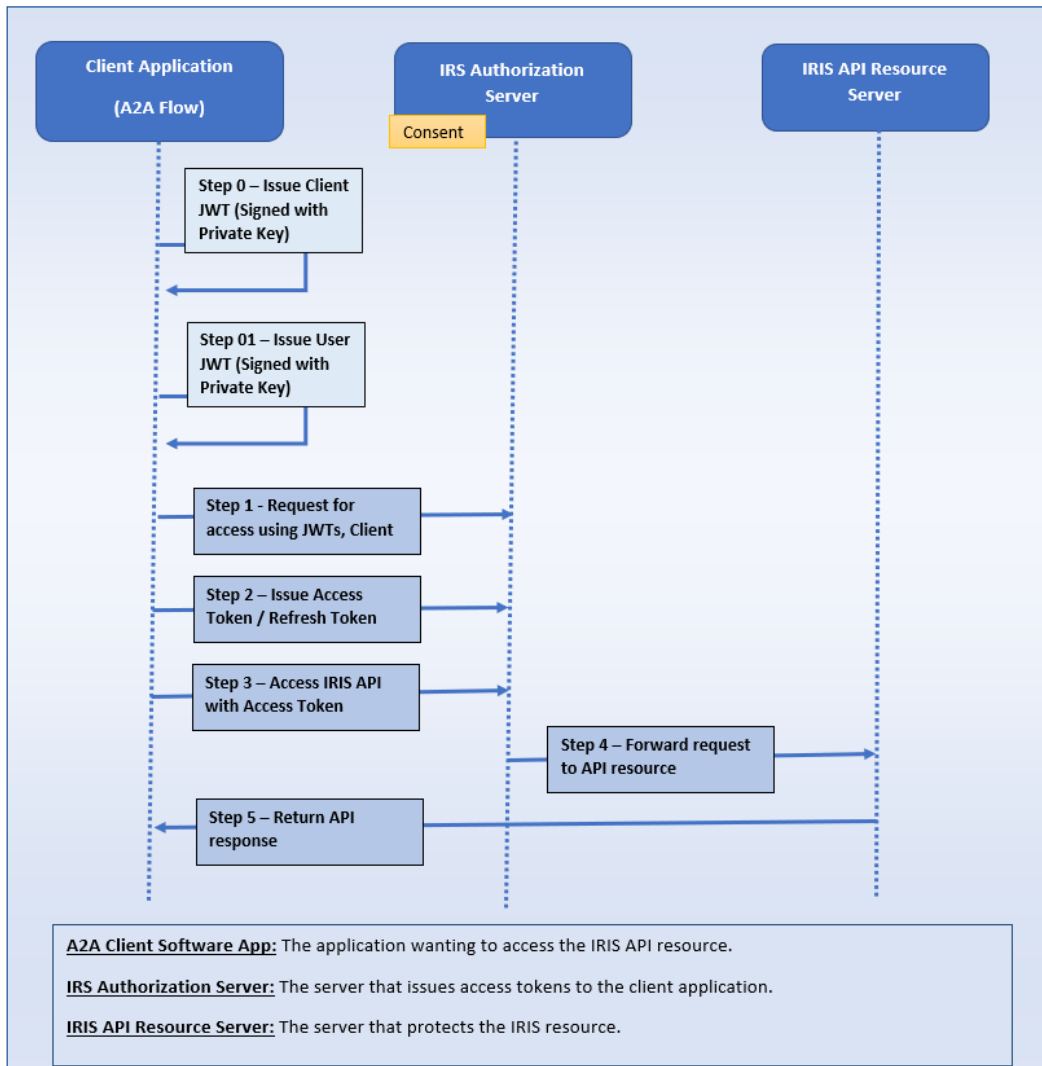 Client Application
(A2A Flow)
IRS Authorization
Server
Consent
IRIS API Resource
Server
Step 0 – Issue Client
JWT (Signed with
Private Key)
Step 01 – Issue User
JWT (Signed with
Private Key)
Step 1 - Request for
access using JWTs, Client
Step 2 – Issue Access
Token / Refresh Token
Step 3 – Access IRIS API
with Access Token
Step 4 – Forward request
to API resource
Step 5 – Return API
response
A2A Client Software App: The application wanting to access the IRIS API resource.
IRS Authorization Server: The server that issues access tokens to the client application.
IRIS API Resource Server: The server that protects the IRIS resource.